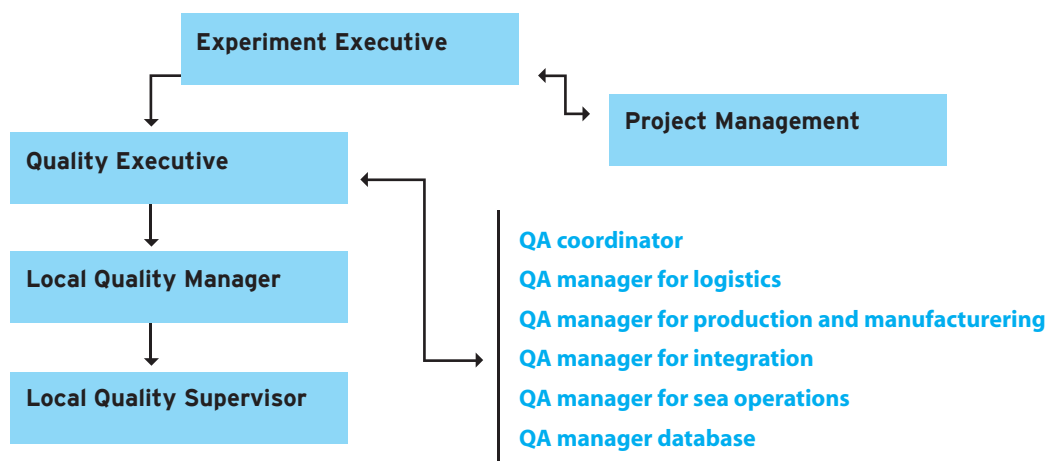 Experiment Executive
Project Management
Quality Executive
Local Quality Manager
Local Quality Supervisor
QA coordinator
QA manager for logistics
QA manager for production and manufacturering
QA manager for integration
QA manager for sea operations
QA manager database